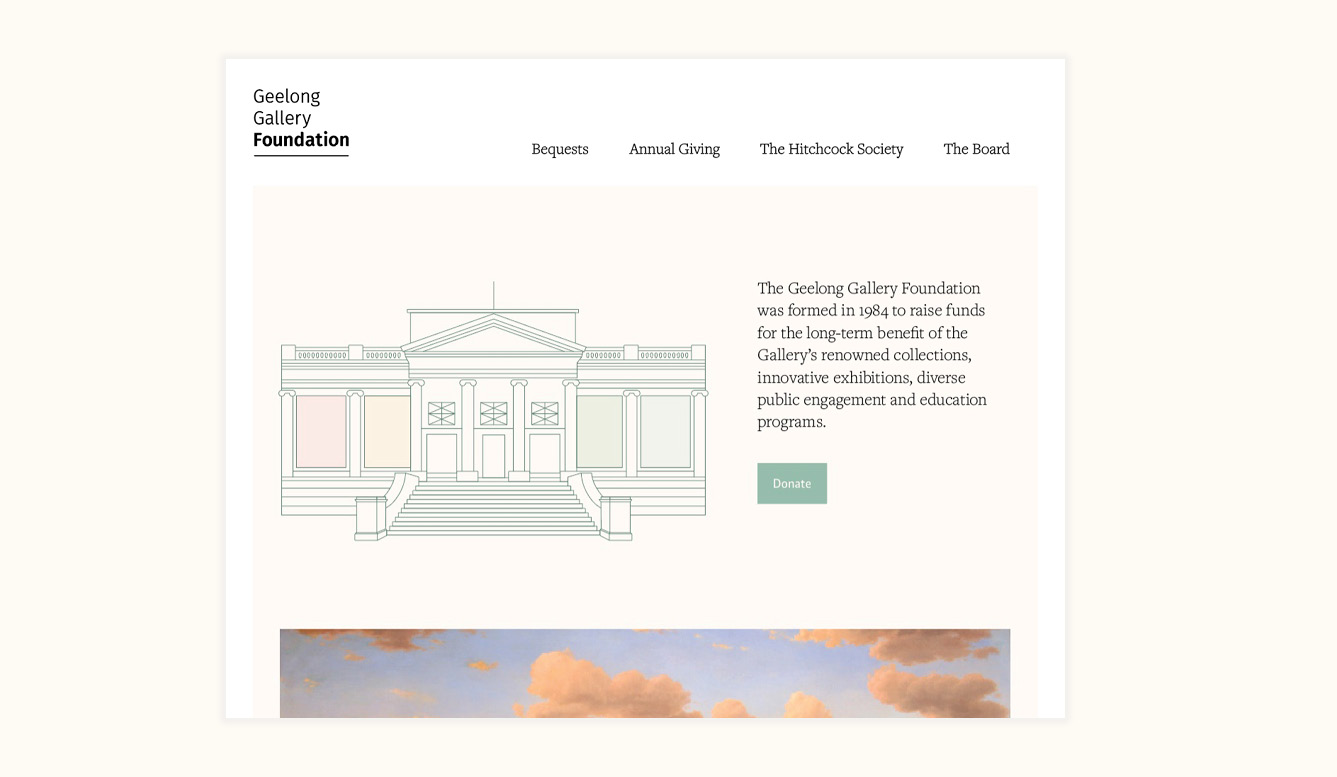 Geelong
Gallery
Foundation
Bequests Annual Giving The Hitchcock Society The Board
The Geelong Gallery Foundation
was formed in 1984 to raise funds
for the long-term benefit of the
Gallery’s renowned collections,
innovative exhibitions, diverse
public engagement and education
programs.
Donate